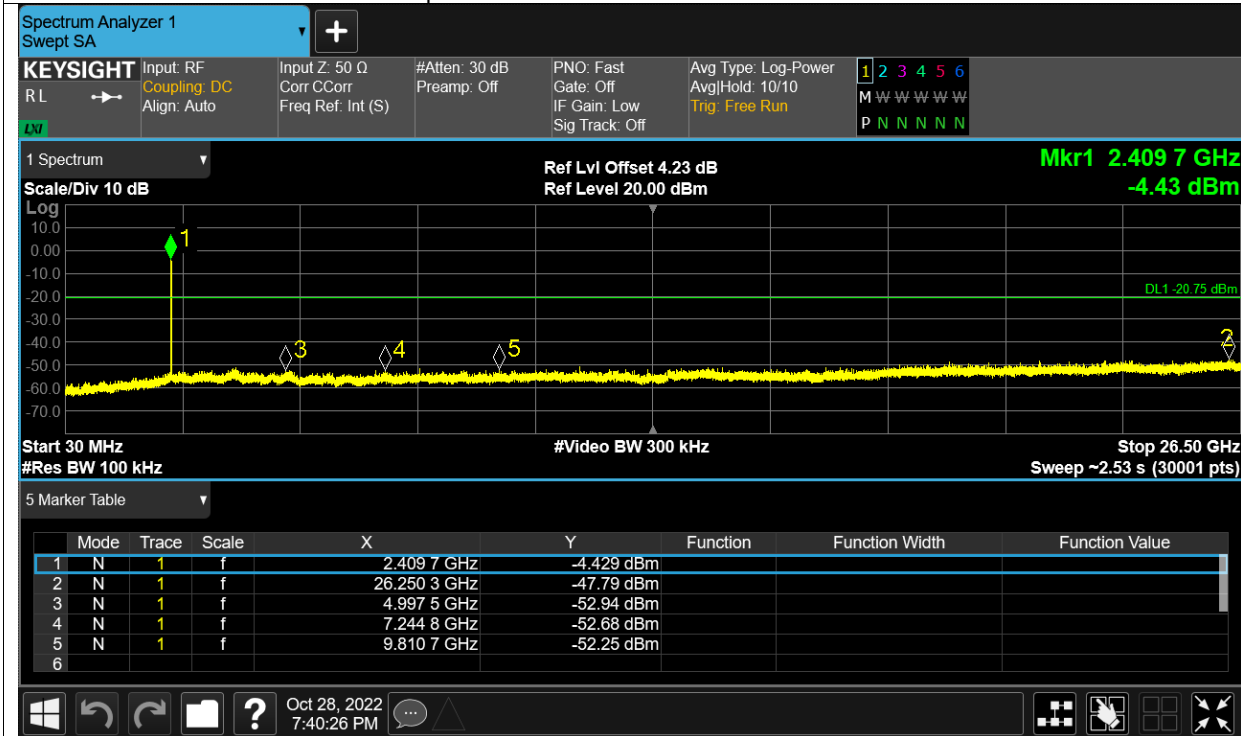 Spectrum Analyzer 1
Swept SA
+
KEYSIGHT
R L
LXI
Input: RF
Coupling: DC
Align: Auto
Input Z: 50 Ω
Corr CCorr
Freq Ref: Int (S)
#Atten: 30 dB
Preamp: Off
PNO: Fast
Gate: Off
IF Gain: Low
Sig Track: Off
Avg Type: Log-Power
Avg|Hold: 10/10
Trig: Free Run
1 2 3 4 5 6
M W W W W W W
P N N N N N N
1 Spectrum
Scale/Div 10 dB
Ref Lvl Offset 4.23 dB
Ref Level 20.00 dBm
Mkr1 2.409 7 GHz
-4.43 dBm
Log
10.0
0.00
-10.0
-20.0
-30.0
-40.0
-50.0
-60.0
-70.0
1
DL1 -20.75 dBm
3
4
5
2
Start 30 MHz
#Res BW 100 kHz
#Video BW 300 kHz
Stop 26.50 GHz
Sweep ~2.53 s (30001 pts)
5 Marker Table
Mode Trace Scale X Y Function Function Width Function Value
1 N 1 f 2.409 7 GHz -4.429 dBm
2 N 1 f 26.250 3 GHz -47.79 dBm
3 N 1 f 4.997 5 GHz -52.94 dBm
4 N 1 f 7.244 8 GHz -52.68 dBm
5 N 1 f 9.810 7 GHz -52.25 dBm
6
?
Oct 28, 2022
7:40:26 PM